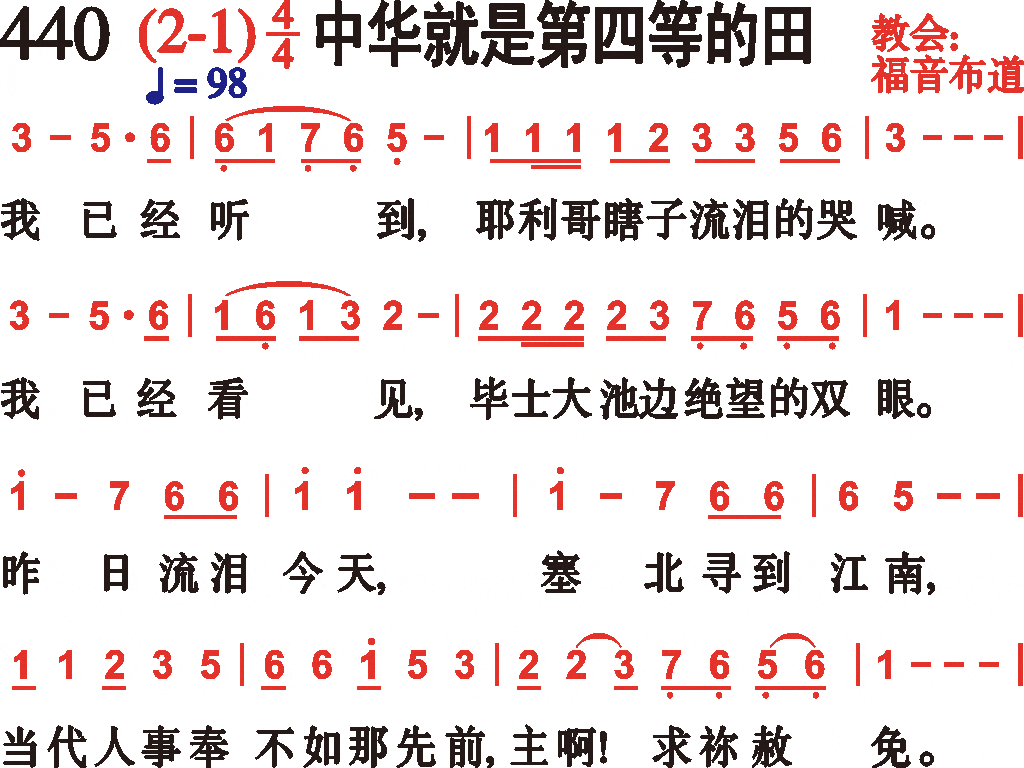 440 (2-1) 4/4 中华就是第四等的田 教会:
♩=98 福音布道
3 - 5 · 6 | 6 1 7 6 5 - | 1 1 1 1 2 3 3 5 6 | 3 - - - |
我 已 经 听 到, 耶利哥瞎子流泪的哭 喊。
3 - 5 · 6 | 1 6 1 3 2 - | 2 2 2 2 3 7 6 5 6 | 1 - - - |
我 已 经 看 见, 毕士大池边绝望的双 眼。
1 - 7 6 6 | 1 1 - - | 1 - 7 6 6 | 6 5 - - |
昨 日 流 泪 今 天, 塞 北 寻 到 江 南,
1 1 2 3 5 | 6 6 1 5 3 | 2 2 3 7 6 5 6 | 1 - - - |
当 代 人 事 奉 不 如 那 先 前, 主 啊! 求 祢 赦 免。